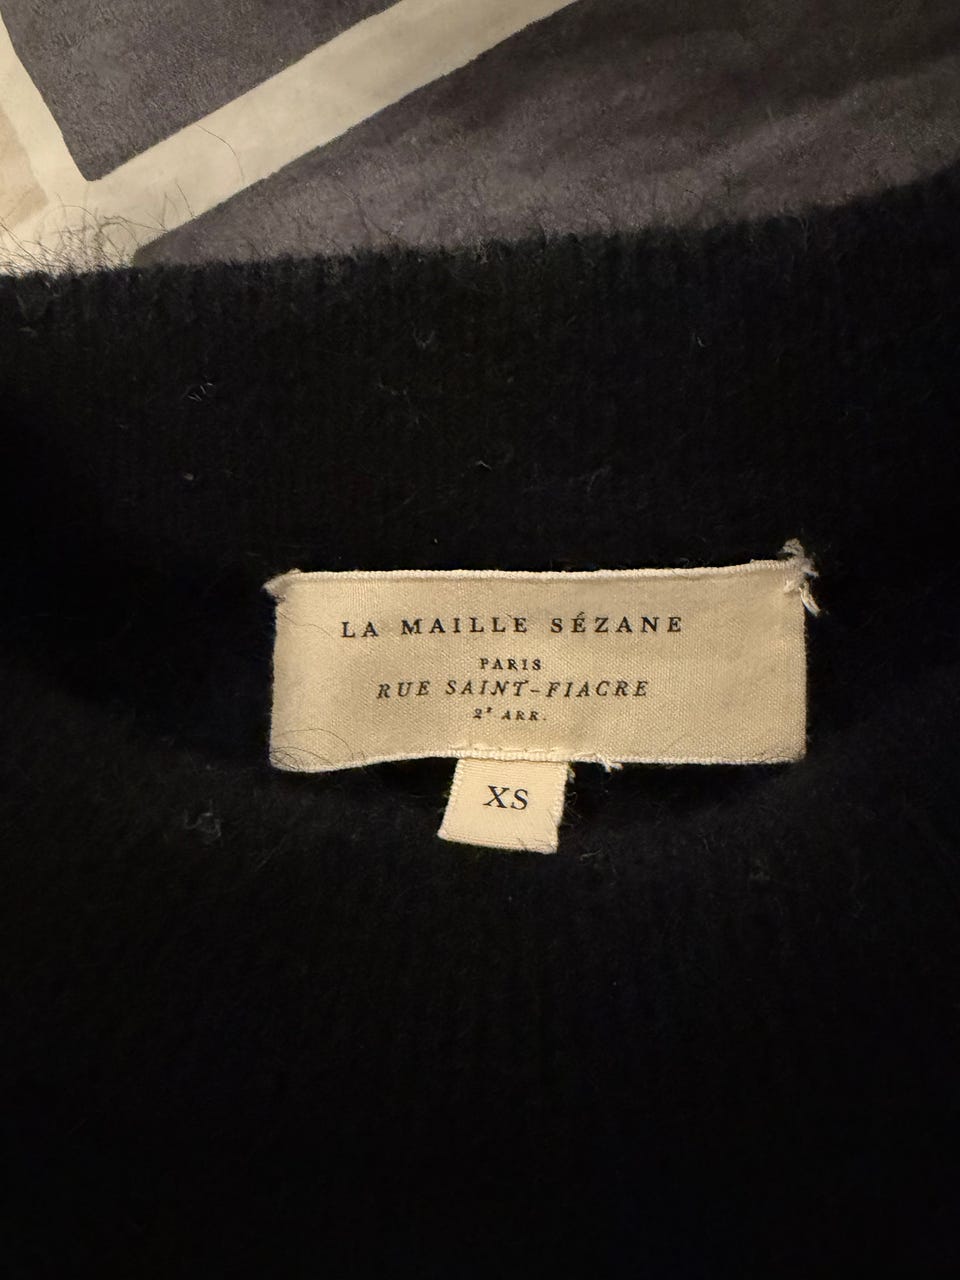 LA MAILLE SÉZANE
PARIS
RUE SAINT-FIACRE
2ᵉ ARR.
XS